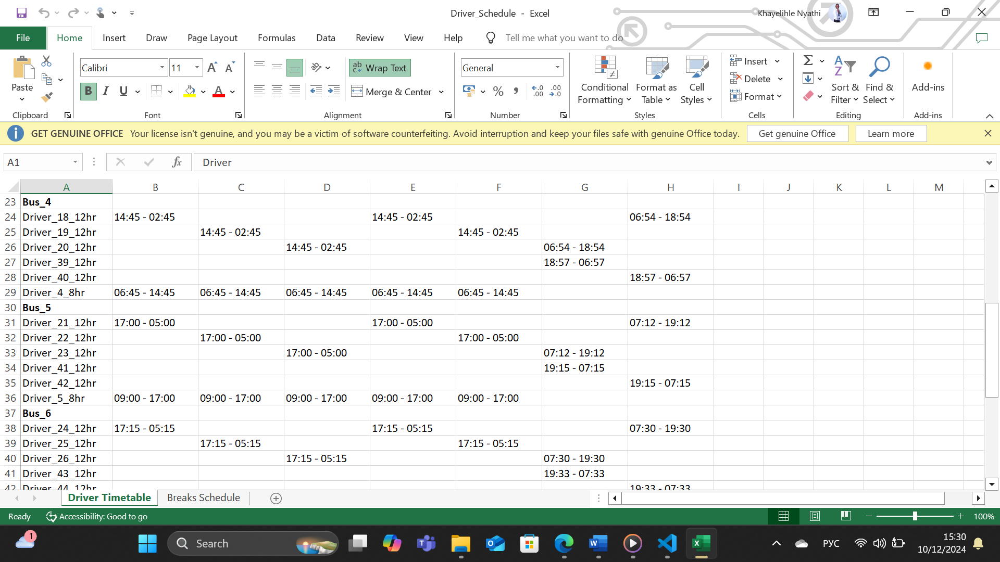 Driver_Schedule - Excel
Khayelihle Nyathi
File Home Insert Draw Page Layout Formulas Data Review View Help Tell me what you want to do
Paste
Clipboard
Calibri 11 A A
B I U A
Font
ab Wrap Text
Merge & Center
Alignment
General
% , .0 .00 .00 .0
Number
Conditional Formatting
Format as Table
Cell Styles
Styles
Insert
Delete
Format
Cells
Sort & Filter
Find & Select
Editing
Add-ins
Add-ins
GET GENUINE OFFICE Your license isn't genuine, and you may be a victim of software counterfeiting. Avoid interruption and keep your files safe with genuine Office today. Get genuine Office Learn more
A1 fx Driver
A B C D E F G H I J K L M
23 Bus_4
24 Driver_18_12hr 14:45 - 02:45 14:45 - 02:45 06:54 - 18:54
25 Driver_19_12hr 14:45 - 02:45 14:45 - 02:45
26 Driver_20_12hr 14:45 - 02:45 06:54 - 18:54
27 Driver_39_12hr 18:57 - 06:57
28 Driver_40_12hr 18:57 - 06:57
29 Driver_4_8hr 06:45 - 14:45 06:45 - 14:45 06:45 - 14:45 06:45 - 14:45 06:45 - 14:45
30 Bus_5
31 Driver_21_12hr 17:00 - 05:00 17:00 - 05:00 07:12 - 19:12
32 Driver_22_12hr 17:00 - 05:00 17:00 - 05:00
33 Driver_23_12hr 17:00 - 05:00 07:12 - 19:12
34 Driver_41_12hr 19:15 - 07:15
35 Driver_42_12hr 19:15 - 07:15
36 Driver_5_8hr 09:00 - 17:00 09:00 - 17:00 09:00 - 17:00 09:00 - 17:00 09:00 - 17:00
37 Bus_6
38 Driver_24_12hr 17:15 - 05:15 17:15 - 05:15 07:30 - 19:30
39 Driver_25_12hr 17:15 - 05:15 17:15 - 05:15
40 Driver_26_12hr 17:15 - 05:15 07:30 - 19:30
41 Driver_43_12hr 19:33 - 07:33
42 Driver_44_12hr 19:33 - 07:33
Driver Timetable Breaks Schedule
Ready Accessibility: Good to go 100%
1 Search РУС 15:30
10/12/2024